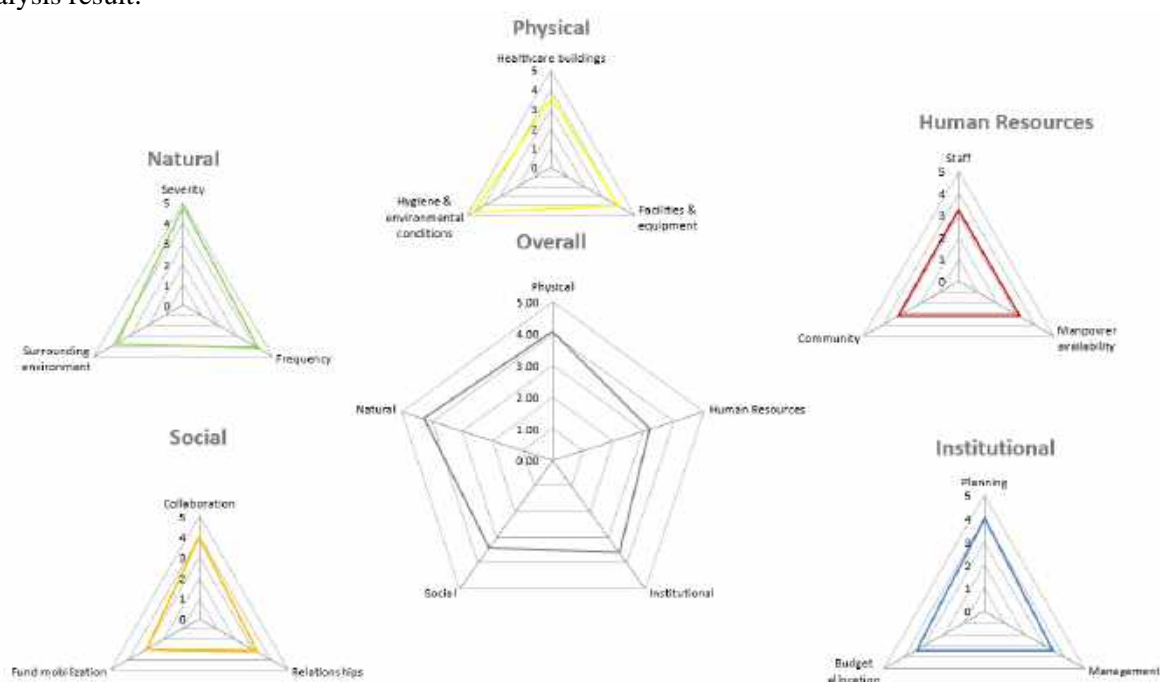 alysis result.
Physical
Healthcare buildings
5
4
3
2
1
0
Hygiene &
environmental
conditions
Facilities &
equipment
Human Resources
Staff
5
4
3
2
1
0
Community
Manpower
availability
Natural
Severity
5
4
3
2
1
0
Surrounding
environment
Frequency
Overall
Physical
5.00
4.00
3.00
2.00
1.00
0.00
Natural
Human Resources
Social
Institutional
Social
Collaboration
5
4
3
2
1
0
Fund mobilization
Relationships
Institutional
Planning
5
4
3
2
1
0
Budget
allocation
Management